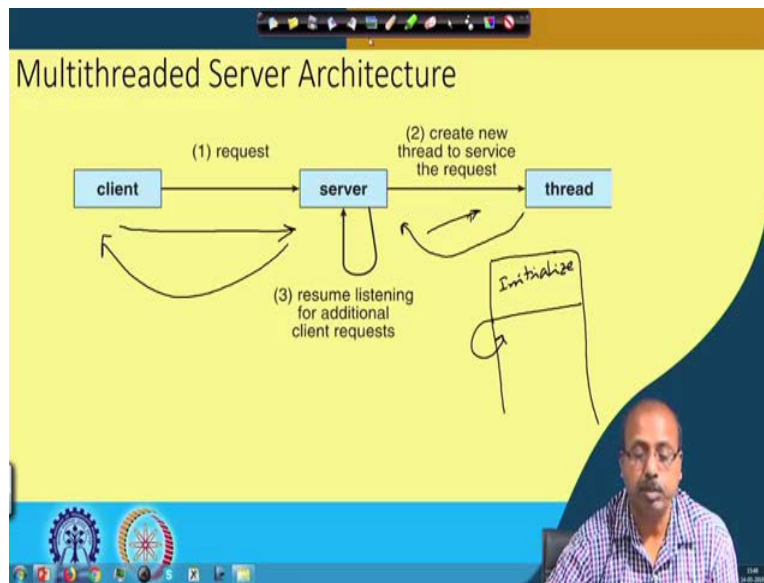 Multithreaded Server Architecture
(1) request
(2) create new
thread to service
the request
client
server
thread
(3) resume listening
for additional
client requests
Initialize